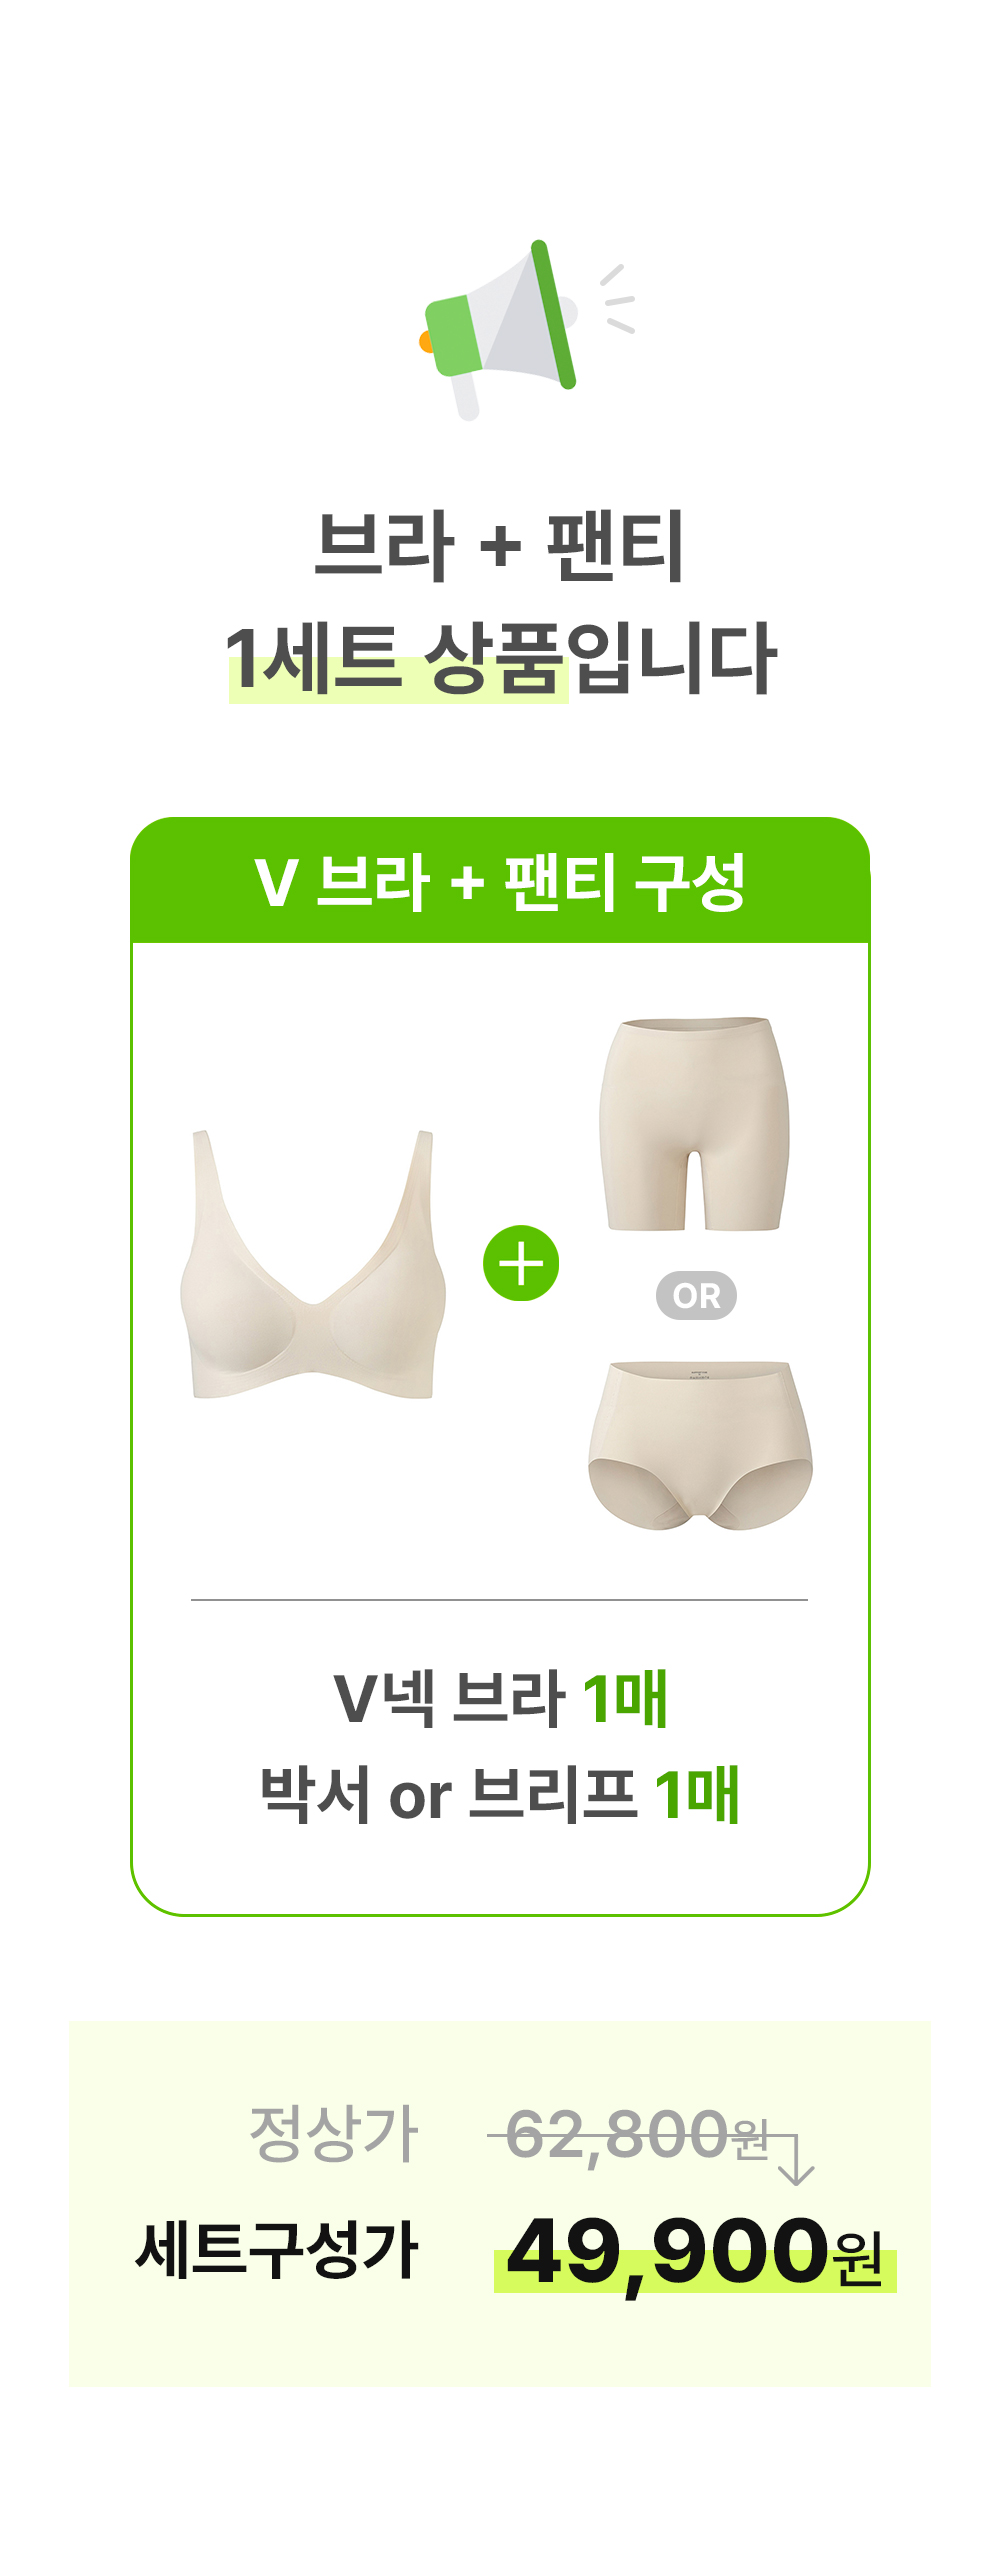 브라 + 팬티
1세트 상품입니다
V 브라 + 팬티 구성
OR
V넥 브라 1매
박서 or 브리프 1매
정상가 62,800원
세트구성가 49,900원